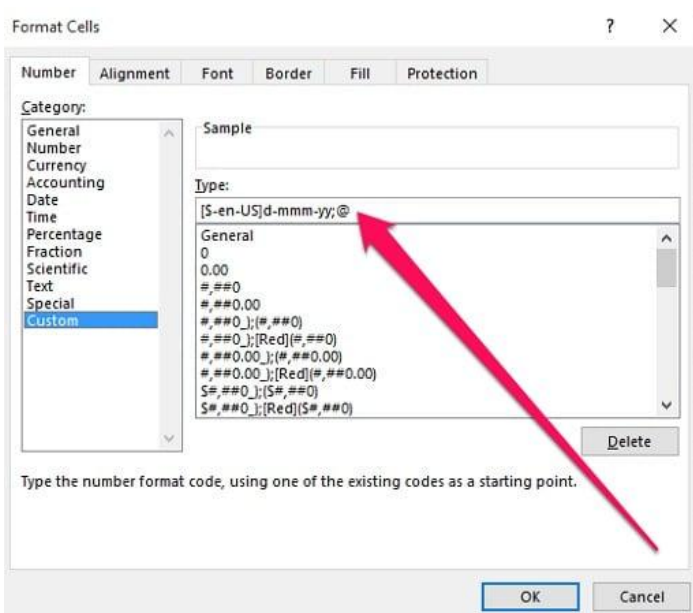 Format Cells ? ×
Number Alignment Font Border Fill Protection
Category:
General
Number
Currency
Accounting
Date
Time
Percentage
Fraction
Scientific
Text
Special
Custom
Sample
Type:
[$-en-US]d-mmm-yy;@
General
0
0.00
#,##0
#,##0.00
#,##0_);(#,##0)
#,##0_);[Red](#,##0)
#,##0.00_);(#,##0.00)
#,##0.00_);[Red](#,##0.00)
$#,##0_);($#,##0)
$#,##0_);[Red]($#,##0)
Delete
Type the number format code, using one of the existing codes as a starting point.
OK Cancel